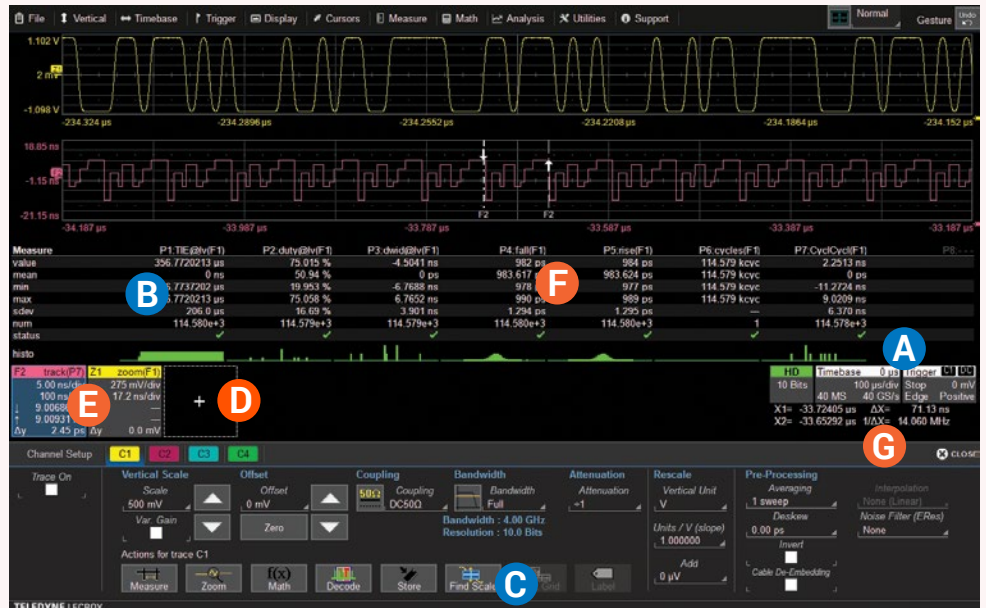 File Vertical Timebase Trigger Display Cursors Measure Math Analysis Utilities Support Normal Gesture Undo
1.102 V
2 mV
Z1
-1.098 V
-234.324 µs -234.2896 µs -234.2552 µs -234.2208 µs -234.1864 µs -234.152 µs
18.85 ns
-1.15 ns
-21.15 ns
F2 F2
-34.187 µs -33.987 µs -33.787 µs -33.587 µs -33.387 µs -33.187 µs
Measure P1:TIE@lv(F1) P2:duty@lv(F1) P3:dwid@lv(F1) P4:fall(F1) P5:rise(F1) P6:cycles(F1) P7:CyclCycl(F1) P8:- - -
value 356.7720213 µs 75.015 % -4.5041 ns 982 ps 984 ps 114.579 kcyc 2.2513 ns
mean 0 ns 50.94 % 0 ps 983.617 ps 983.624 ps 114.579 kcyc 0 ps
min 6.7737202 µs 19.953 % -6.7688 ns 978 977 ps 114.579 kcyc -11.2724 ns
max 6.7720213 µs 75.058 % 6.7652 ns 990 ps 989 ps 114.579 kcyc 9.0209 ns
sdev 206.0 µs 16.69 % 3.901 ns 1.294 ps 1.295 ps — 6.370 ns
num 114.580e+3 114.579e+3 114.579e+3 114.580e+3 114.580e+3 1 114.578e+3
status
histo
B
F
A
F2 track(P7) Z1 zoom(F1)
5.00 ns/div 275 mV/div
100 ns 17.2 ns/div
9.00686 —
9.00931 —
Δy 2.45 ps Δy 0.0 mV
E
+
D
HD Timebase 0 µs Trigger C1 DC
10 Bits 100 µs/div Stop 0 mV
40 MS 40 GS/s Edge Positive
X1= -33.72405 µs ΔX= 71.13 ns
X2= -33.65292 µs 1/ΔX= 14.060 MHz
G
Channel Setup C1 C2 C3 C4 CLOSE
Trace On Vertical Scale Offset Coupling Bandwidth Attenuation Rescale Pre-Processing
Scale Offset 50Ω Coupling Bandwidth Attenuation Vertical Unit Averaging Interpolation
500 mV 0 mV DC50Ω Full ÷1 V 1 sweep None (Linear)
Var. Gain Zero Bandwidth : 4.00 GHz Units / V (slope) Deskew Noise Filter (ERes)
Resolution : 10.0 Bits 1.000000 0.00 ps None
Invert
Actions for trace C1 Add
0 µV Cable De-Embedding
Measure Zoom f(x) Math Decode Store Find Scale Grid Label
C
TELEDYNE LECROY